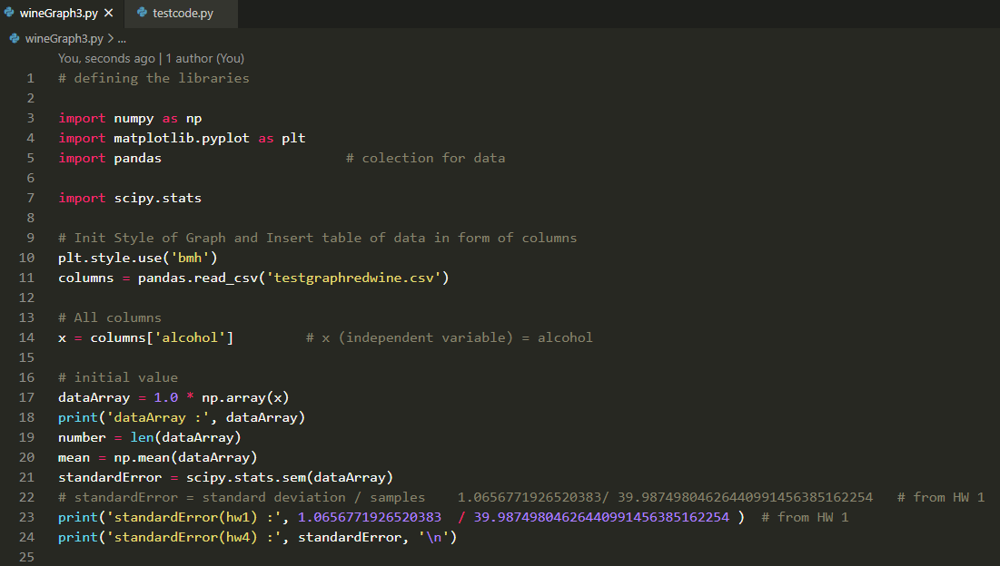 wineGraph3.py ✕ testcode.py
wineGraph3.py > ...
You, seconds ago | 1 author (You)
1 # defining the libraries
2
3 import numpy as np
4 import matplotlib.pyplot as plt
5 import pandas # colection for data
6
7 import scipy.stats
8
9 # Init Style of Graph and Insert table of data in form of columns
10 plt.style.use('bmh')
11 columns = pandas.read_csv('testgraphredwine.csv')
12
13 # All columns
14 x = columns['alcohol'] # x (independent variable) = alcohol
15
16 # initial value
17 dataArray = 1.0 * np.array(x)
18 print('dataArray :', dataArray)
19 number = len(dataArray)
20 mean = np.mean(dataArray)
21 standardError = scipy.stats.sem(dataArray)
22 # standardError = standard deviation / samples 1.0656771926520383/ 39.987498046264409914563​85162254 # from HW 1
23 print('standardError(hw1) :', 1.0656771926520383 / 39.98749804626440991456385162254 ) # from HW 1
24 print('standardError(hw4) :', standardError, '\n')
25